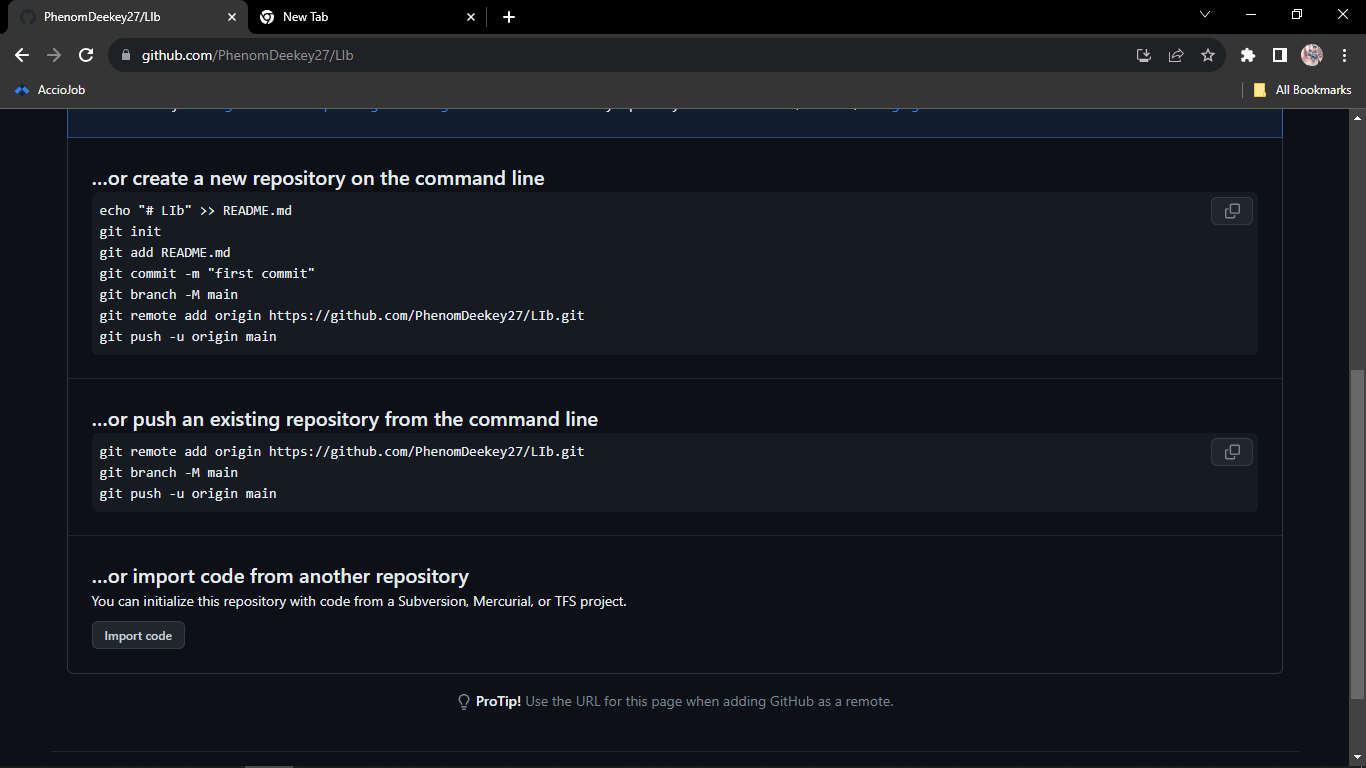 PhenomDeekey27/LIb
New Tab
github.com/PhenomDeekey27/LIb
AccioJob
All Bookmarks
...or create a new repository on the command line
echo "# LIb" >> README.md
git init
git add README.md
git commit -m "first commit"
git branch -M main
git remote add origin https://github.com/PhenomDeekey27/LIb.git
git push -u origin main
...or push an existing repository from the command line
git remote add origin https://github.com/PhenomDeekey27/LIb.git
git branch -M main
git push -u origin main
...or import code from another repository
You can initialize this repository with code from a Subversion, Mercurial, or TFS project.
Import code
ProTip! Use the URL for this page when adding GitHub as a remote.